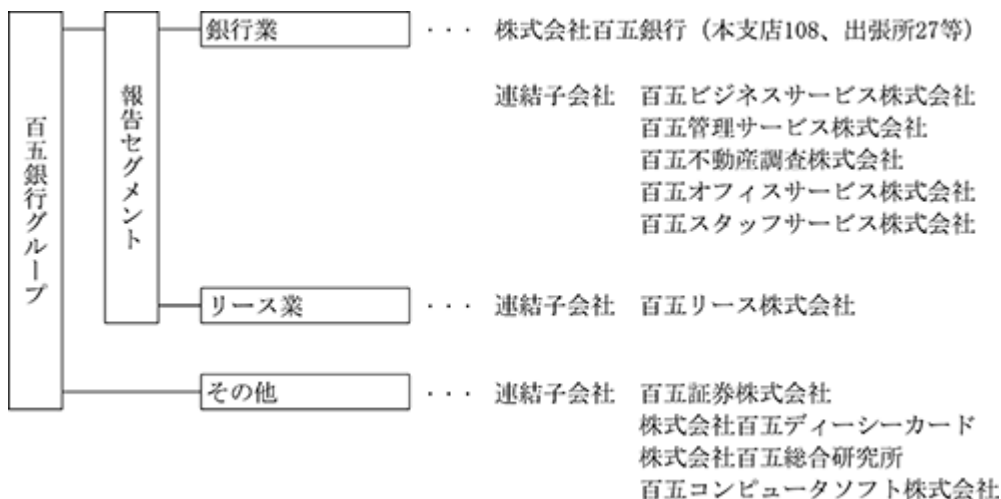 百五銀行グループ
報告セグメント
銀行業 ・・・ 株式会社百五銀行（本支店108、出張所27等）
連結子会社 百五ビジネスサービス株式会社
百五管理サービス株式会社
百五不動産調査株式会社
百五オフィスサービス株式会社
百五スタッフサービス株式会社
リース業 ・・・ 連結子会社 百五リース株式会社
その他 ・・・ 連結子会社 百五証券株式会社
株式会社百五ディーシーカード
株式会社百五総合研究所
百五コンピュータソフト株式会社